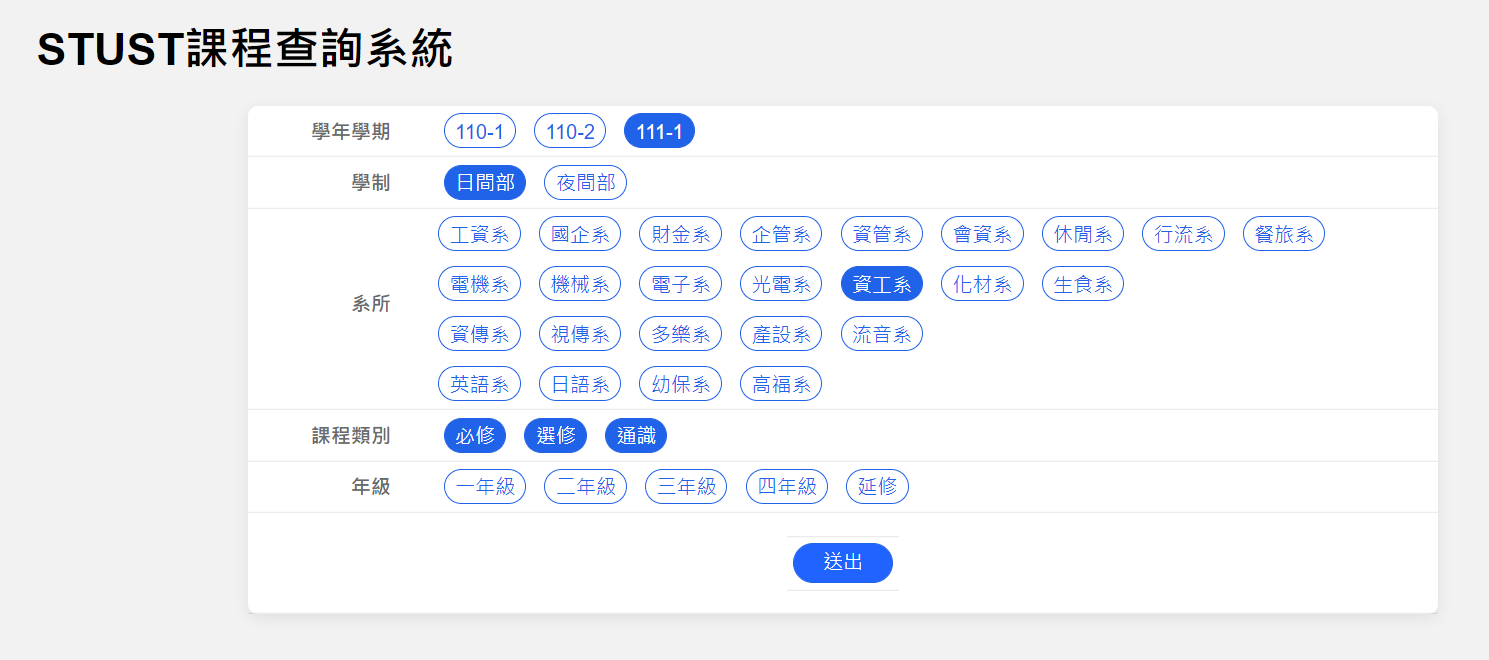 STUST課程查詢系統
學年學期 110-1 110-2 111-1
學制 日間部 夜間部
工資系 國企系 財金系 企管系 資管系 會資系 休閒系 行流系 餐旅系
電機系 機械系 電子系 光電系 資工系 化材系 生食系
系所
資傳系 視傳系 多樂系 產設系 流音系
英語系 日語系 幼保系 高福系
課程類別 必修 選修 通識
年級 一年級 二年級 三年級 四年級 延修
送出